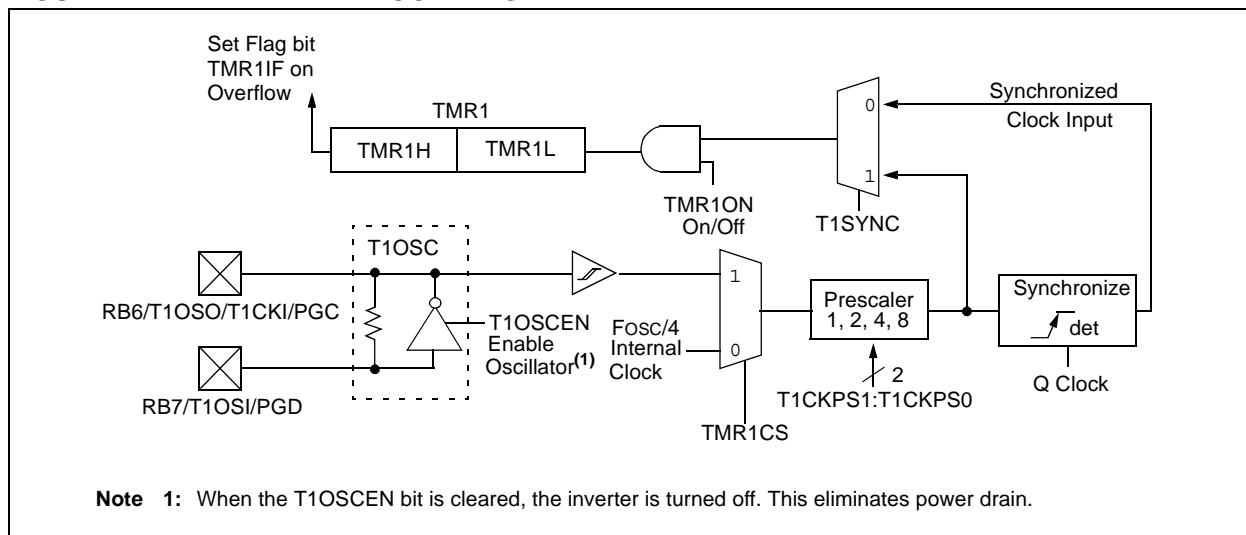 Set Flag bit
TMR1IF on
Overflow
TMR1
TMR1H
TMR1L
TMR1ON
On/Off
0
1
T1SYNC
Synchronized
Clock Input
T1OSC
RB6/T1OSO/T1CKI/PGC
RB7/T1OSI/PGD
T1OSCEN
Enable
Oscillator(1)
FOSC/4
Internal
Clock
1
0
TMR1CS
Prescaler
1, 2, 4, 8
2
T1CKPS1:T1CKPS0
Synchronize
det
Q Clock
Note 1: When the T1OSCEN bit is cleared, the inverter is turned off. This eliminates power drain.